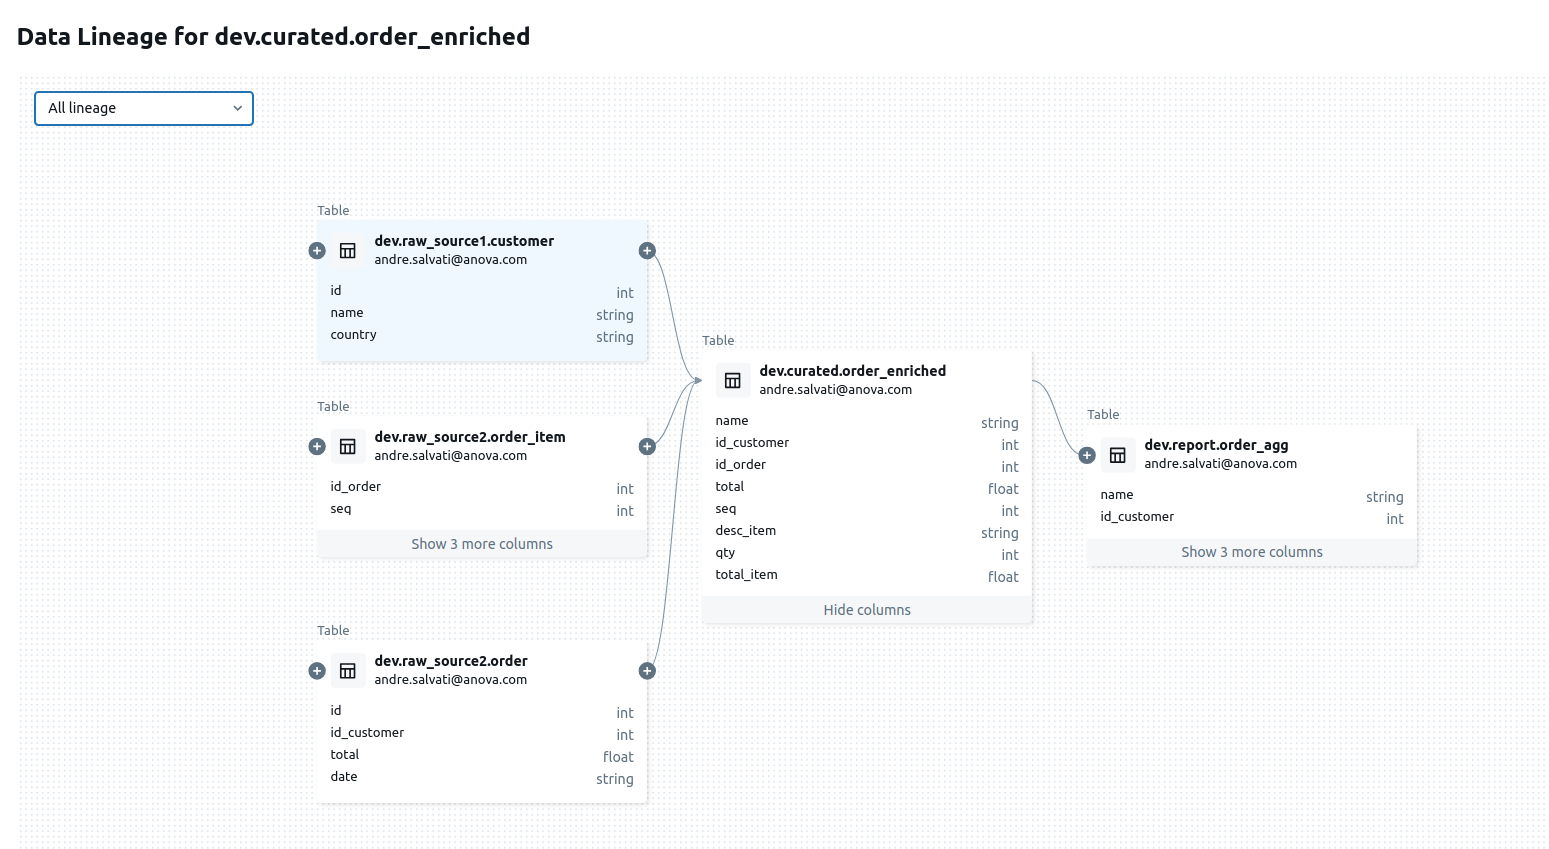 Data Lineage for dev.curated.order_enriched
All lineage
Table
dev.raw_source1.customer
andre.salvati@anova.com
id int
name string
country string
Table
dev.raw_source2.order_item
andre.salvati@anova.com
id_order int
seq int
Show 3 more columns
Table
dev.raw_source2.order
andre.salvati@anova.com
id int
id_customer int
total float
date string
Table
dev.curated.order_enriched
andre.salvati@anova.com
name string
id_customer int
id_order int
total float
seq int
desc_item string
qty int
total_item float
Hide columns
Table
dev.report.order_agg
andre.salvati@anova.com
name string
id_customer int
Show 3 more columns